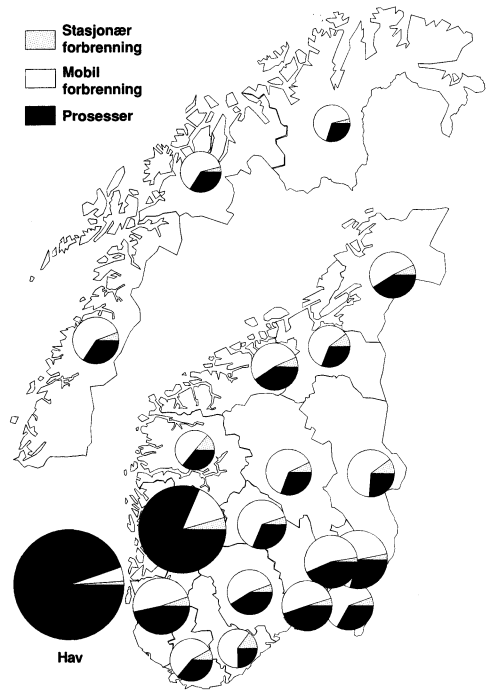 Stasjonær
forbrenning
Mobil
forbrenning
Prosesser
Hav